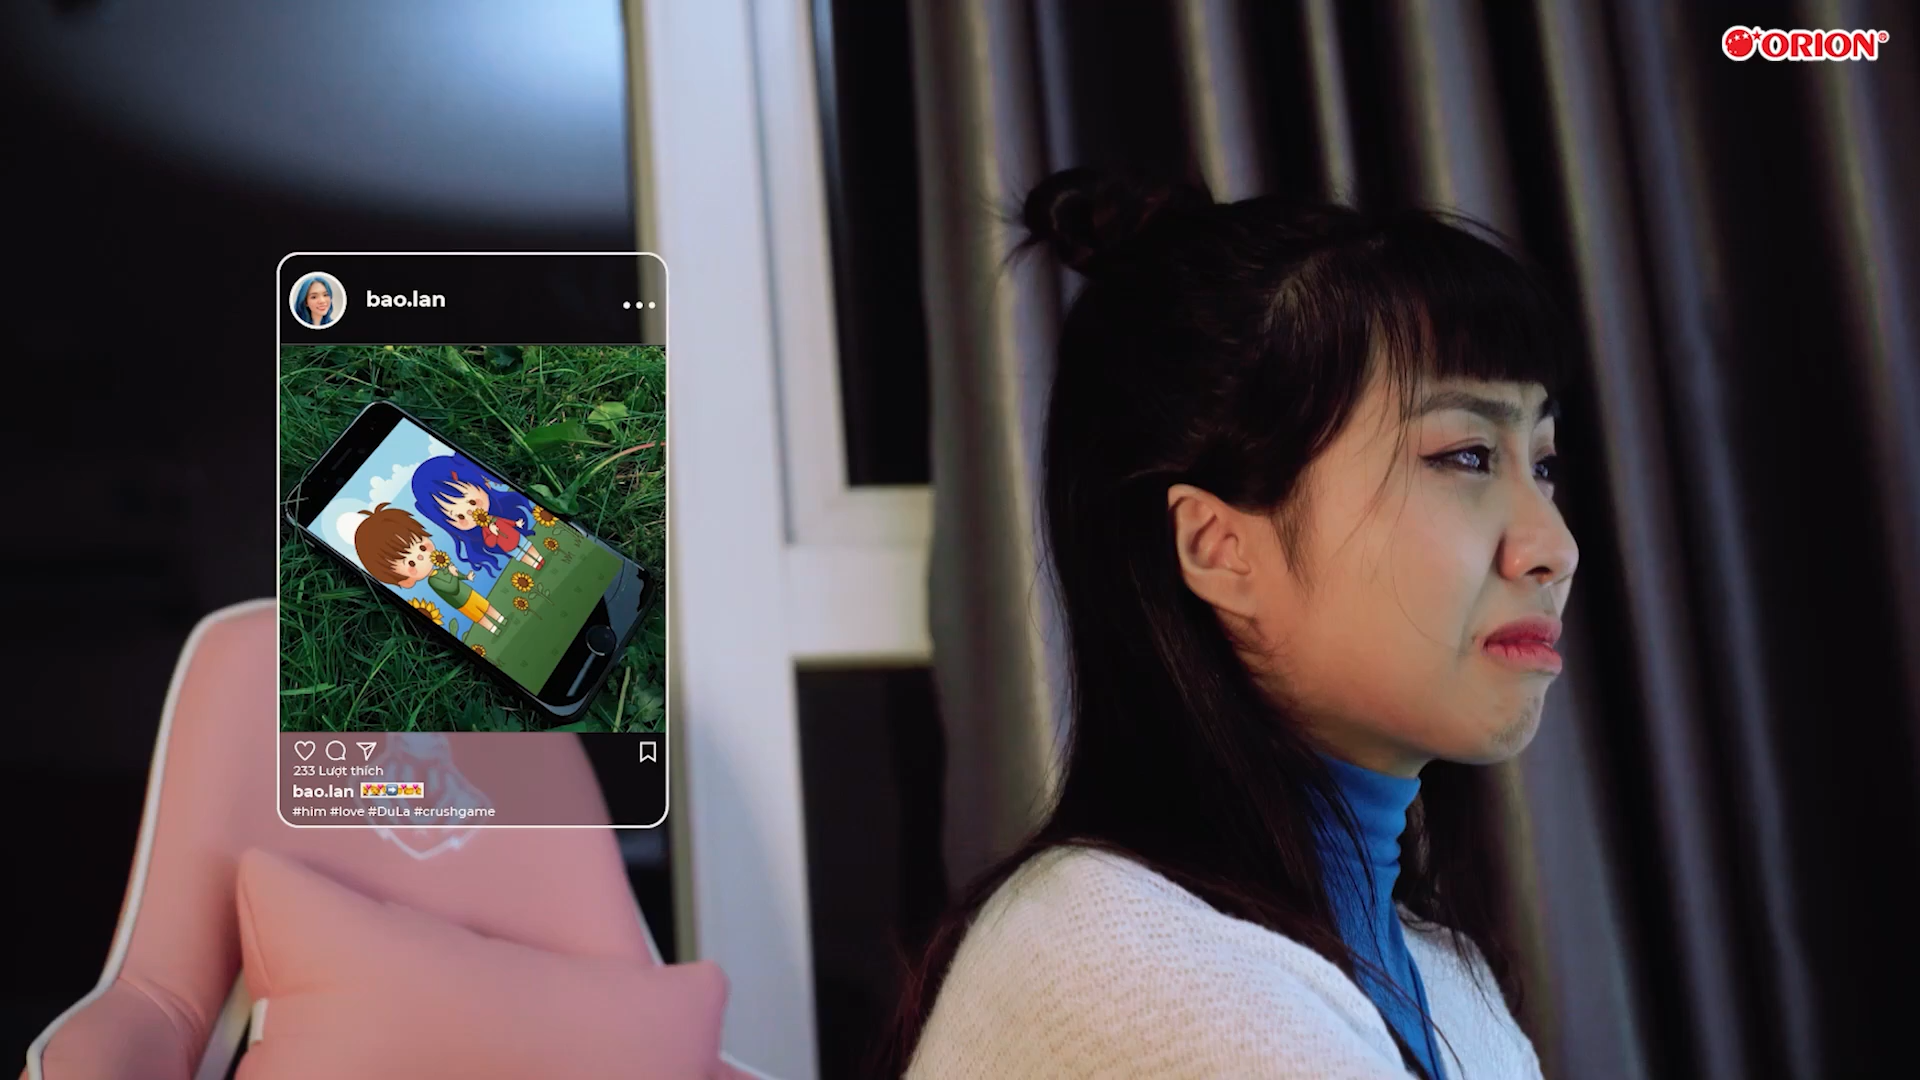 ORION
bao.lan
233 Lượt thích
bao.lan
#him #love #DuLa #crushgame